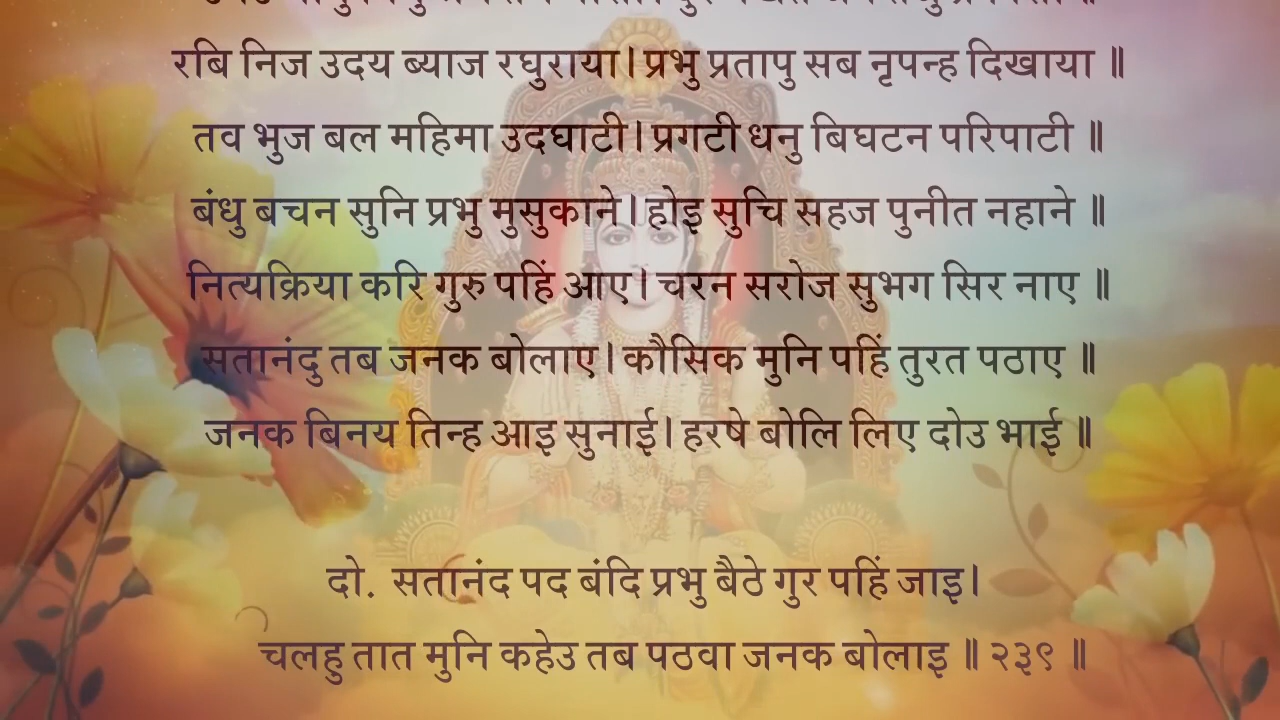 रबि निज उदय ब्याज रघुराया। प्रभु प्रतापु सब नृपन्ह दिखाया ॥
तव भुज बल महिमा उदघाटी। प्रगटी धनु बिघटन परिपाटी ॥
बंधु बचन सुनि प्रभु मुसुकाने। होइ सुचि सहज पुनीत नहाने ॥
नित्यक्रिया करि गुरु पहिं आए। चरन सरोज सुभग सिर नाए ॥
सतानंदु तब जनक बोलाए। कौसिक मुनि पहिं तुरत पठाए ॥
जनक बिनय तिन्ह आइ सुनाई। हरषे बोलि लिए दोउ भाई ॥
दो. सतानंद पद बंदि प्रभु बैठे गुर पहिं जाइ।
चलहु तात मुनि कहेउ तब पठवा जनक बोलाइ ॥ २३९ ॥